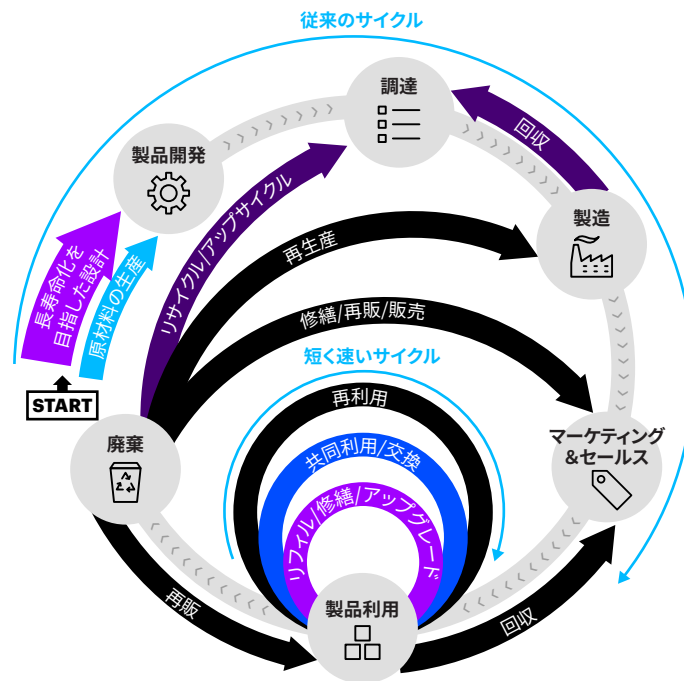 従来のサイクル
調達
回収
製品開発
製造
長寿命化を
目指した設計
原材料の生産
リサイクル/アップサイクル
再生産
修繕/再販/販売
START
短く速いサイクル
再利用
共同利用/交換
リフィル/修繕/アップグレード
廃棄
マーケティング
&セールス
再販
製品利用
回収